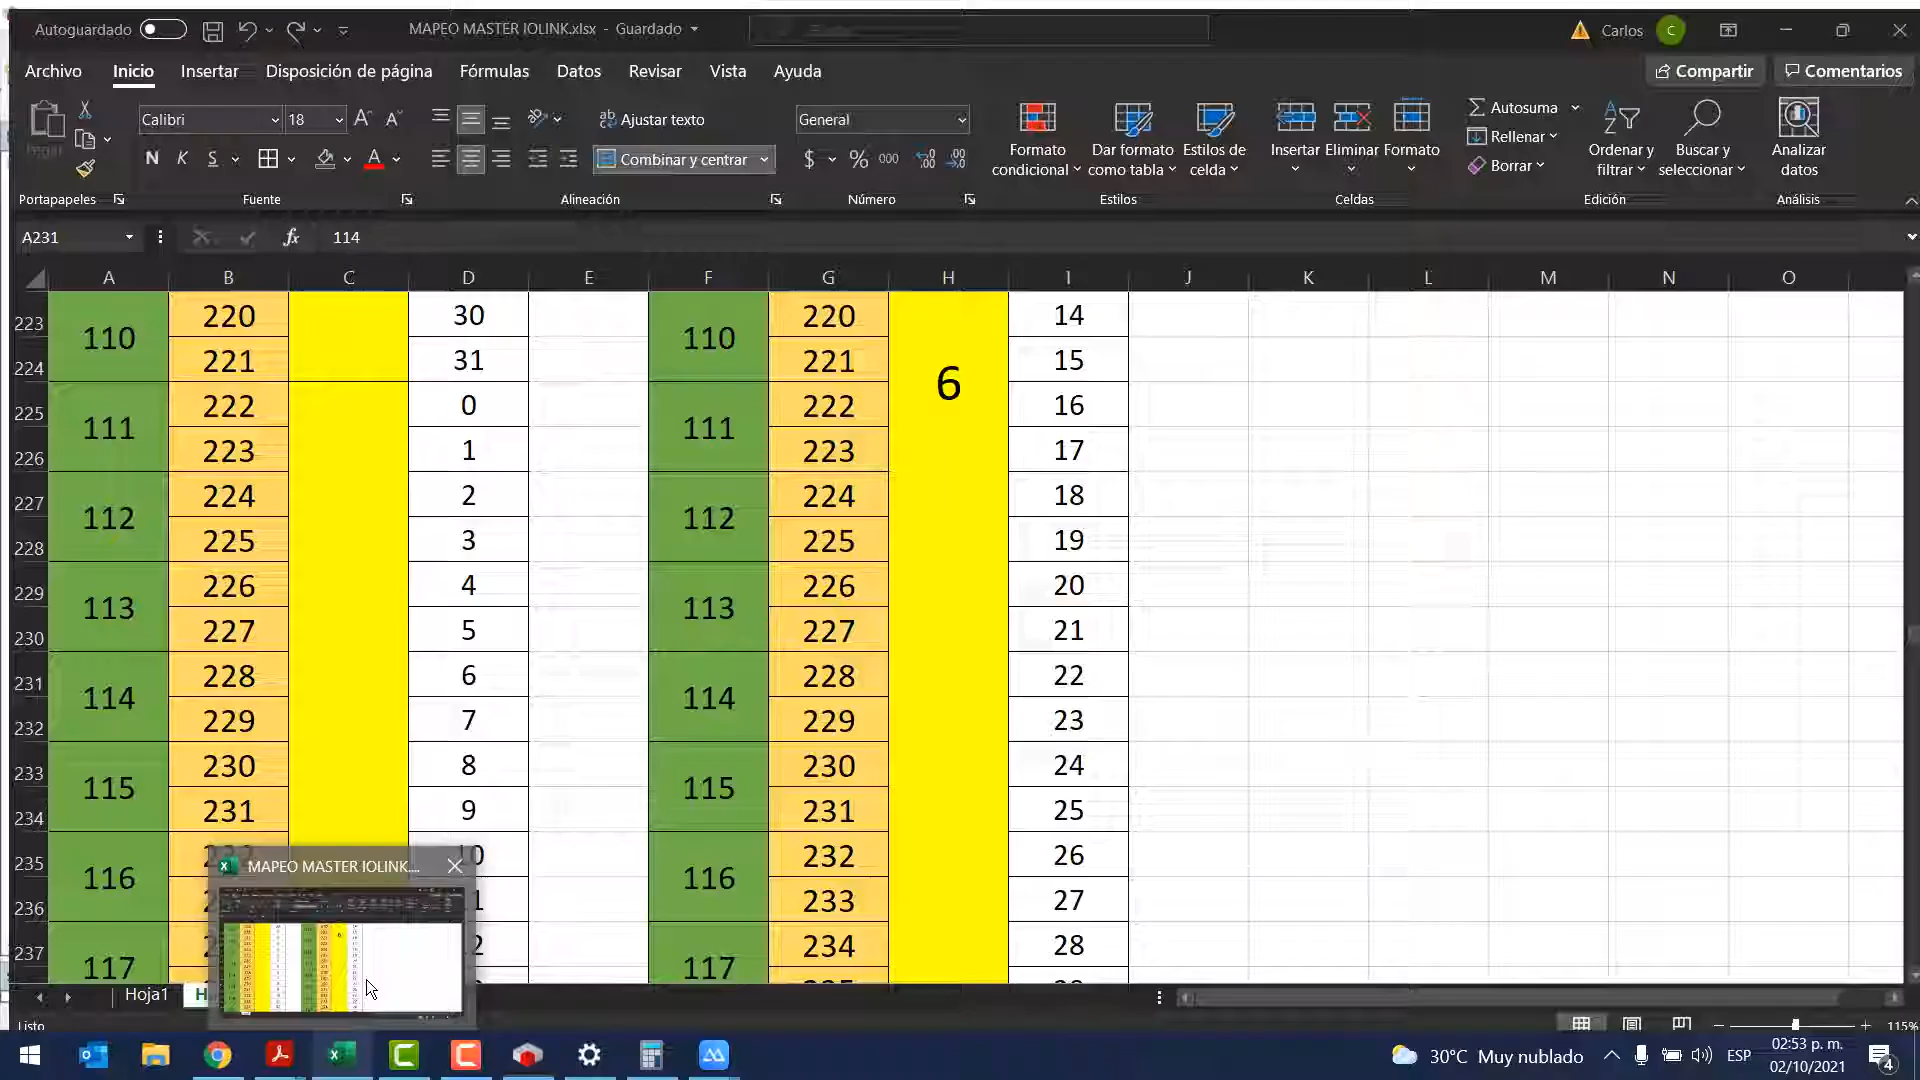 Autoguardado MAPEO MASTER IOLINK.xlsx - Guardado Carlos C
Archivo Inicio Insertar Disposición de página Fórmulas Datos Revisar Vista Ayuda Compartir Comentarios
Calibri 18 A A Ajustar texto General Autosuma
Rellenar
N K S A Combinar y centrar $ % 000 Formato condicional Dar formato como tabla Estilos de celda Insertar Eliminar Formato Borrar Ordenar y filtrar Buscar y seleccionar Analizar datos
Portapapeles Fuente Alineación Número Estilos Celdas Edición Análisis
A231 fx 114
A B C D E F G H I J K L M N O
223 110 220 30 110 220 6 14
224 221 31 221 15
225 111 222 0 111 222 16
226 223 1 223 17
227 112 224 2 112 224 18
228 225 3 225 19
229 113 226 4 113 226 20
230 227 5 227 21
231 114 228 6 114 228 22
232 229 7 229 23
233 115 230 8 115 230 24
234 231 9 231 25
235 116 116 232 26
236 233 27
237 117 117 234 28
MAPEO MASTER IOLINK....
Hoja1 H
Listo 115%
30°C Muy nublado ESP 02:53 p. m.
02/10/2021 4